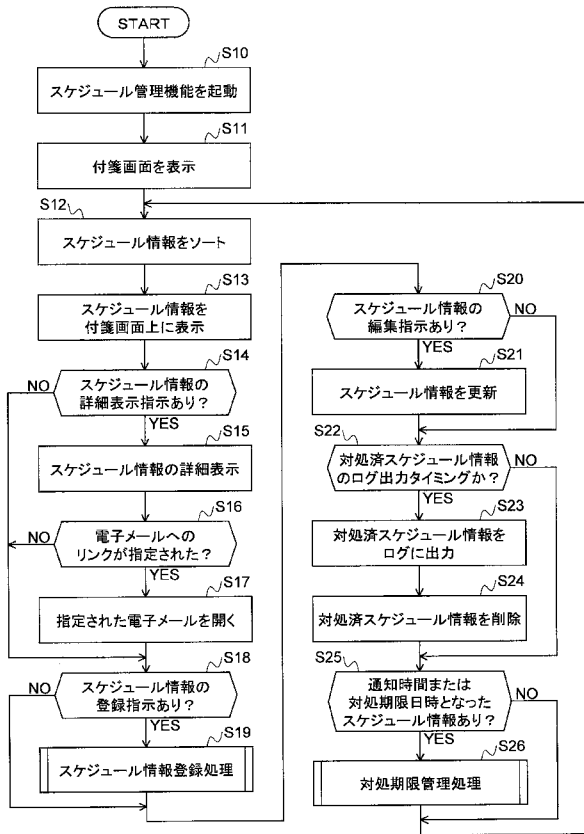 START
S10
スケジュール管理機能を起動
S11
付箋画面を表示
S12
スケジュール情報をソート
S13
スケジュール情報を
付箋画面上に表示
S14
スケジュール情報の
詳細表示指示あり？
NO
YES
S15
スケジュール情報の詳細表示
S16
電子メールへの
リンクが指定された？
NO
YES
S17
指定された電子メールを開く
S18
スケジュール情報の
登録指示あり？
NO
YES
S19
スケジュール情報登録処理
S20
スケジュール情報の
編集指示あり？
NO
YES
S21
スケジュール情報を更新
S22
対処済スケジュール情報
のログ出力タイミングか？
NO
YES
S23
対処済スケジュール情報を
ログに出力
S24
対処済スケジュール情報を削除
S25
通知時間または
対処期限日時となった
スケジュール情報あり？
NO
YES
S26
対処期限管理処理